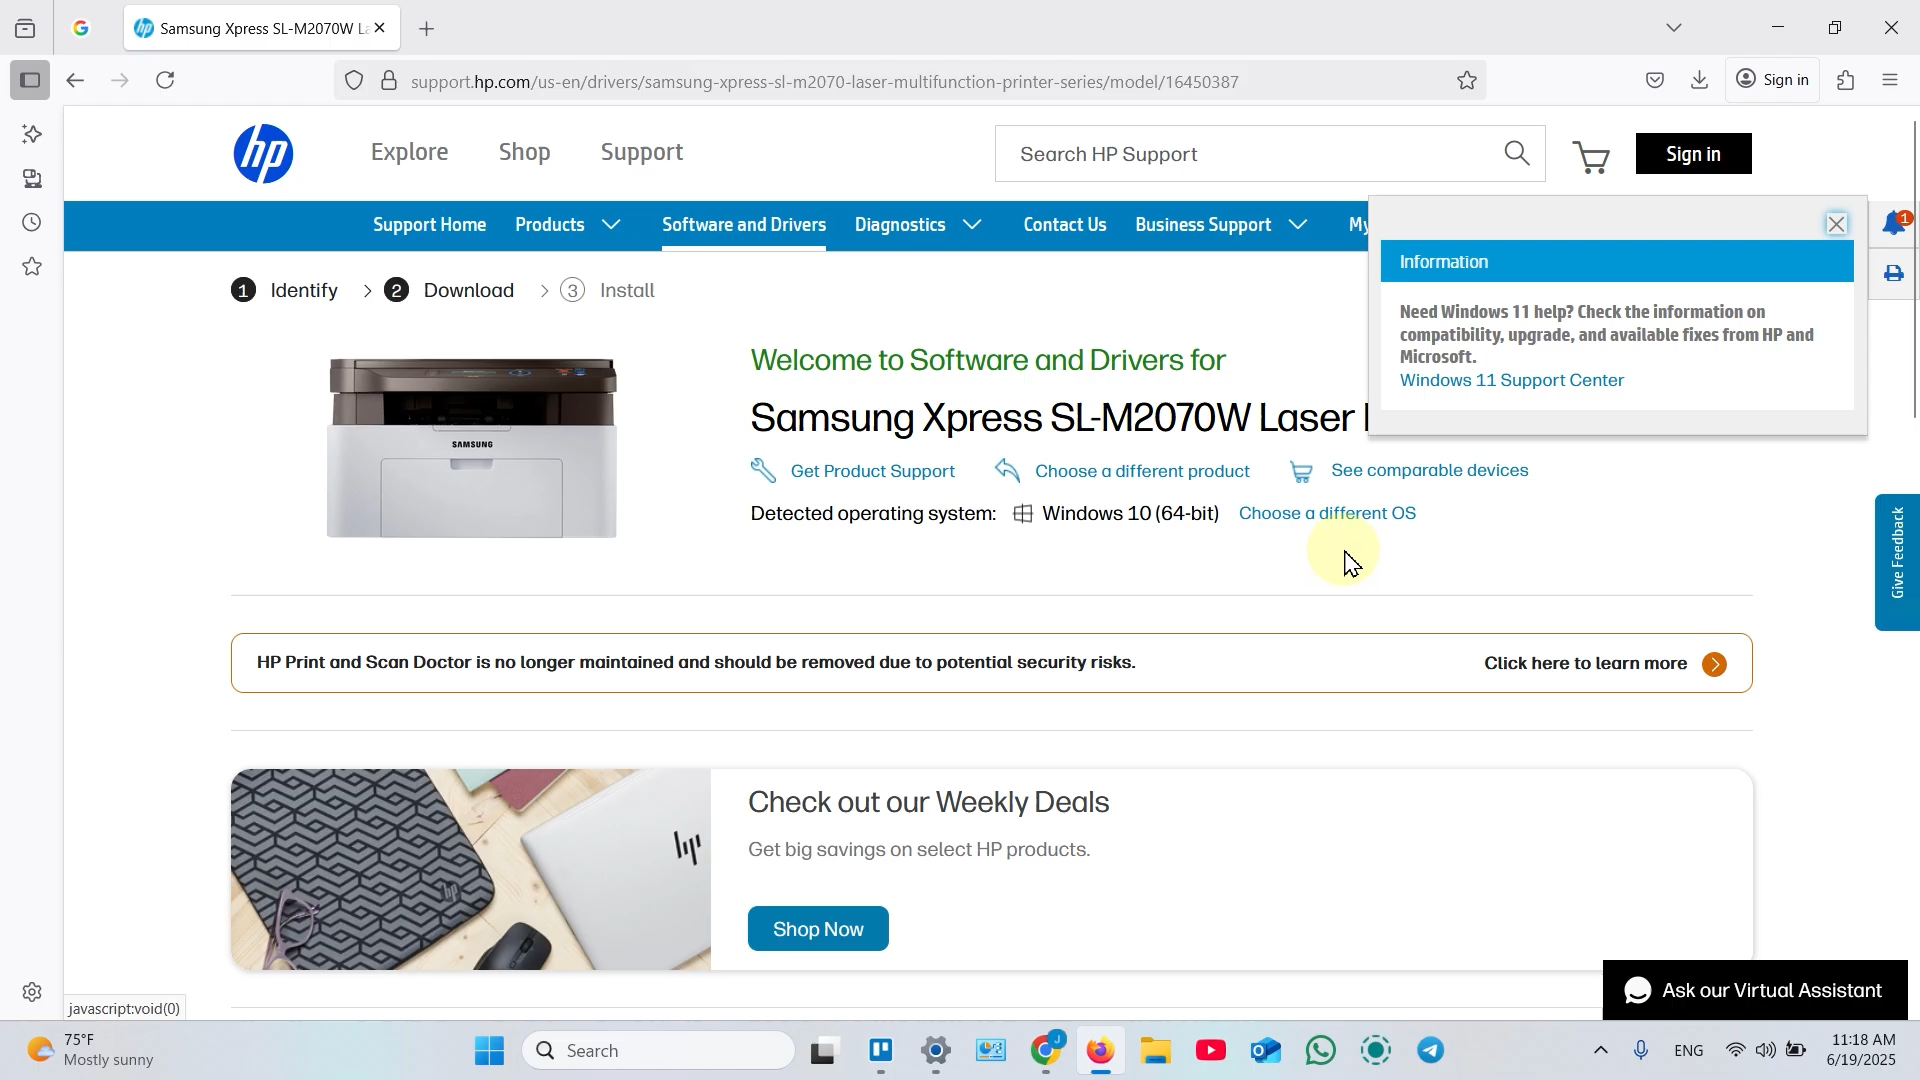 Samsung Xpress SL-M2070W La
support.hp.com/us-en/drivers/samsung-xpress-sl-m2070-laser-multifunction-printer-series/model/16450387
Sign in
hp
Explore
Shop
Support
Search HP Support
Sign in
Support Home
Products
Software and Drivers
Diagnostics
Contact Us
Business Support
My
1
1 Identify > 2 Download > 3 Install
Information
Need Windows 11 help? Check the information on
compatibility, upgrade, and available fixes from HP and
Microsoft.
Windows 11 Support Center
SAMSUNG
Welcome to Software and Drivers for
Samsung Xpress SL-M2070W Laser
Get Product Support
Choose a different product
See comparable devices
Detected operating system: Windows 10 (64-bit) Choose a different OS
Give Feedback
HP Print and Scan Doctor is no longer maintained and should be removed due to potential security risks.
Click here to learn more
Check out our Weekly Deals
Get big savings on select HP products.
Shop Now
Ask our Virtual Assistant
javascript:void(0)
75°F
Mostly sunny
Search
J
ENG
11:18 AM
6/19/2025